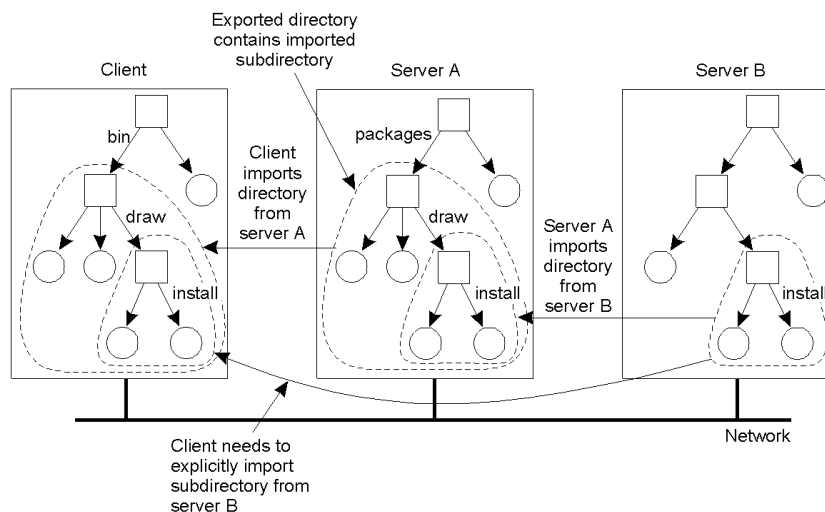 Exported directory
contains imported
subdirectory
Client
Server A
Server B
bin
packages
Client
imports
directory
from
server A
draw
draw
Server A
imports
directory
from
server B
install
install
install
Network
Client needs to
explicitly import
subdirectory from
server B